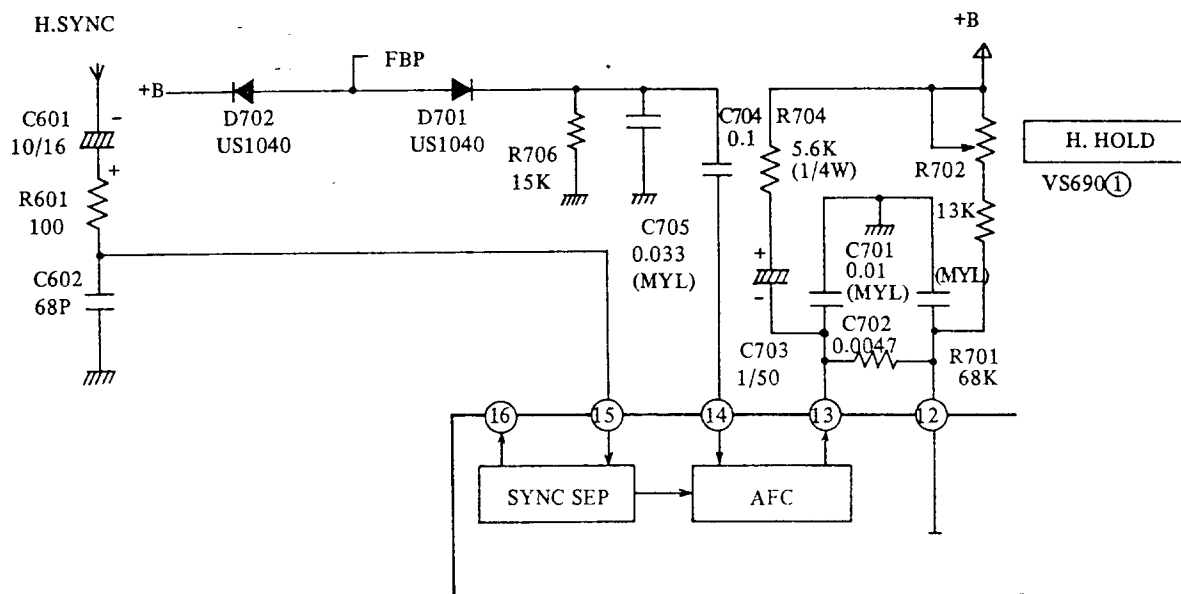 H.SYNC
+B
FBP
+B
C601
10/16
-
+
D702
US1040
D701
US1040
R706
15K
C704
0.1
R704
5.6K
(1/4W)
R702
H. HOLD
VS690①
R601
100
C705
0.033
(MYL)
13K
C701
0.01
(MYL)
(MYL)
+
-
C602
68P
C702
0.0047
C703
1/50
R701
68K
16
15
14
13
12
SYNC SEP
AFC